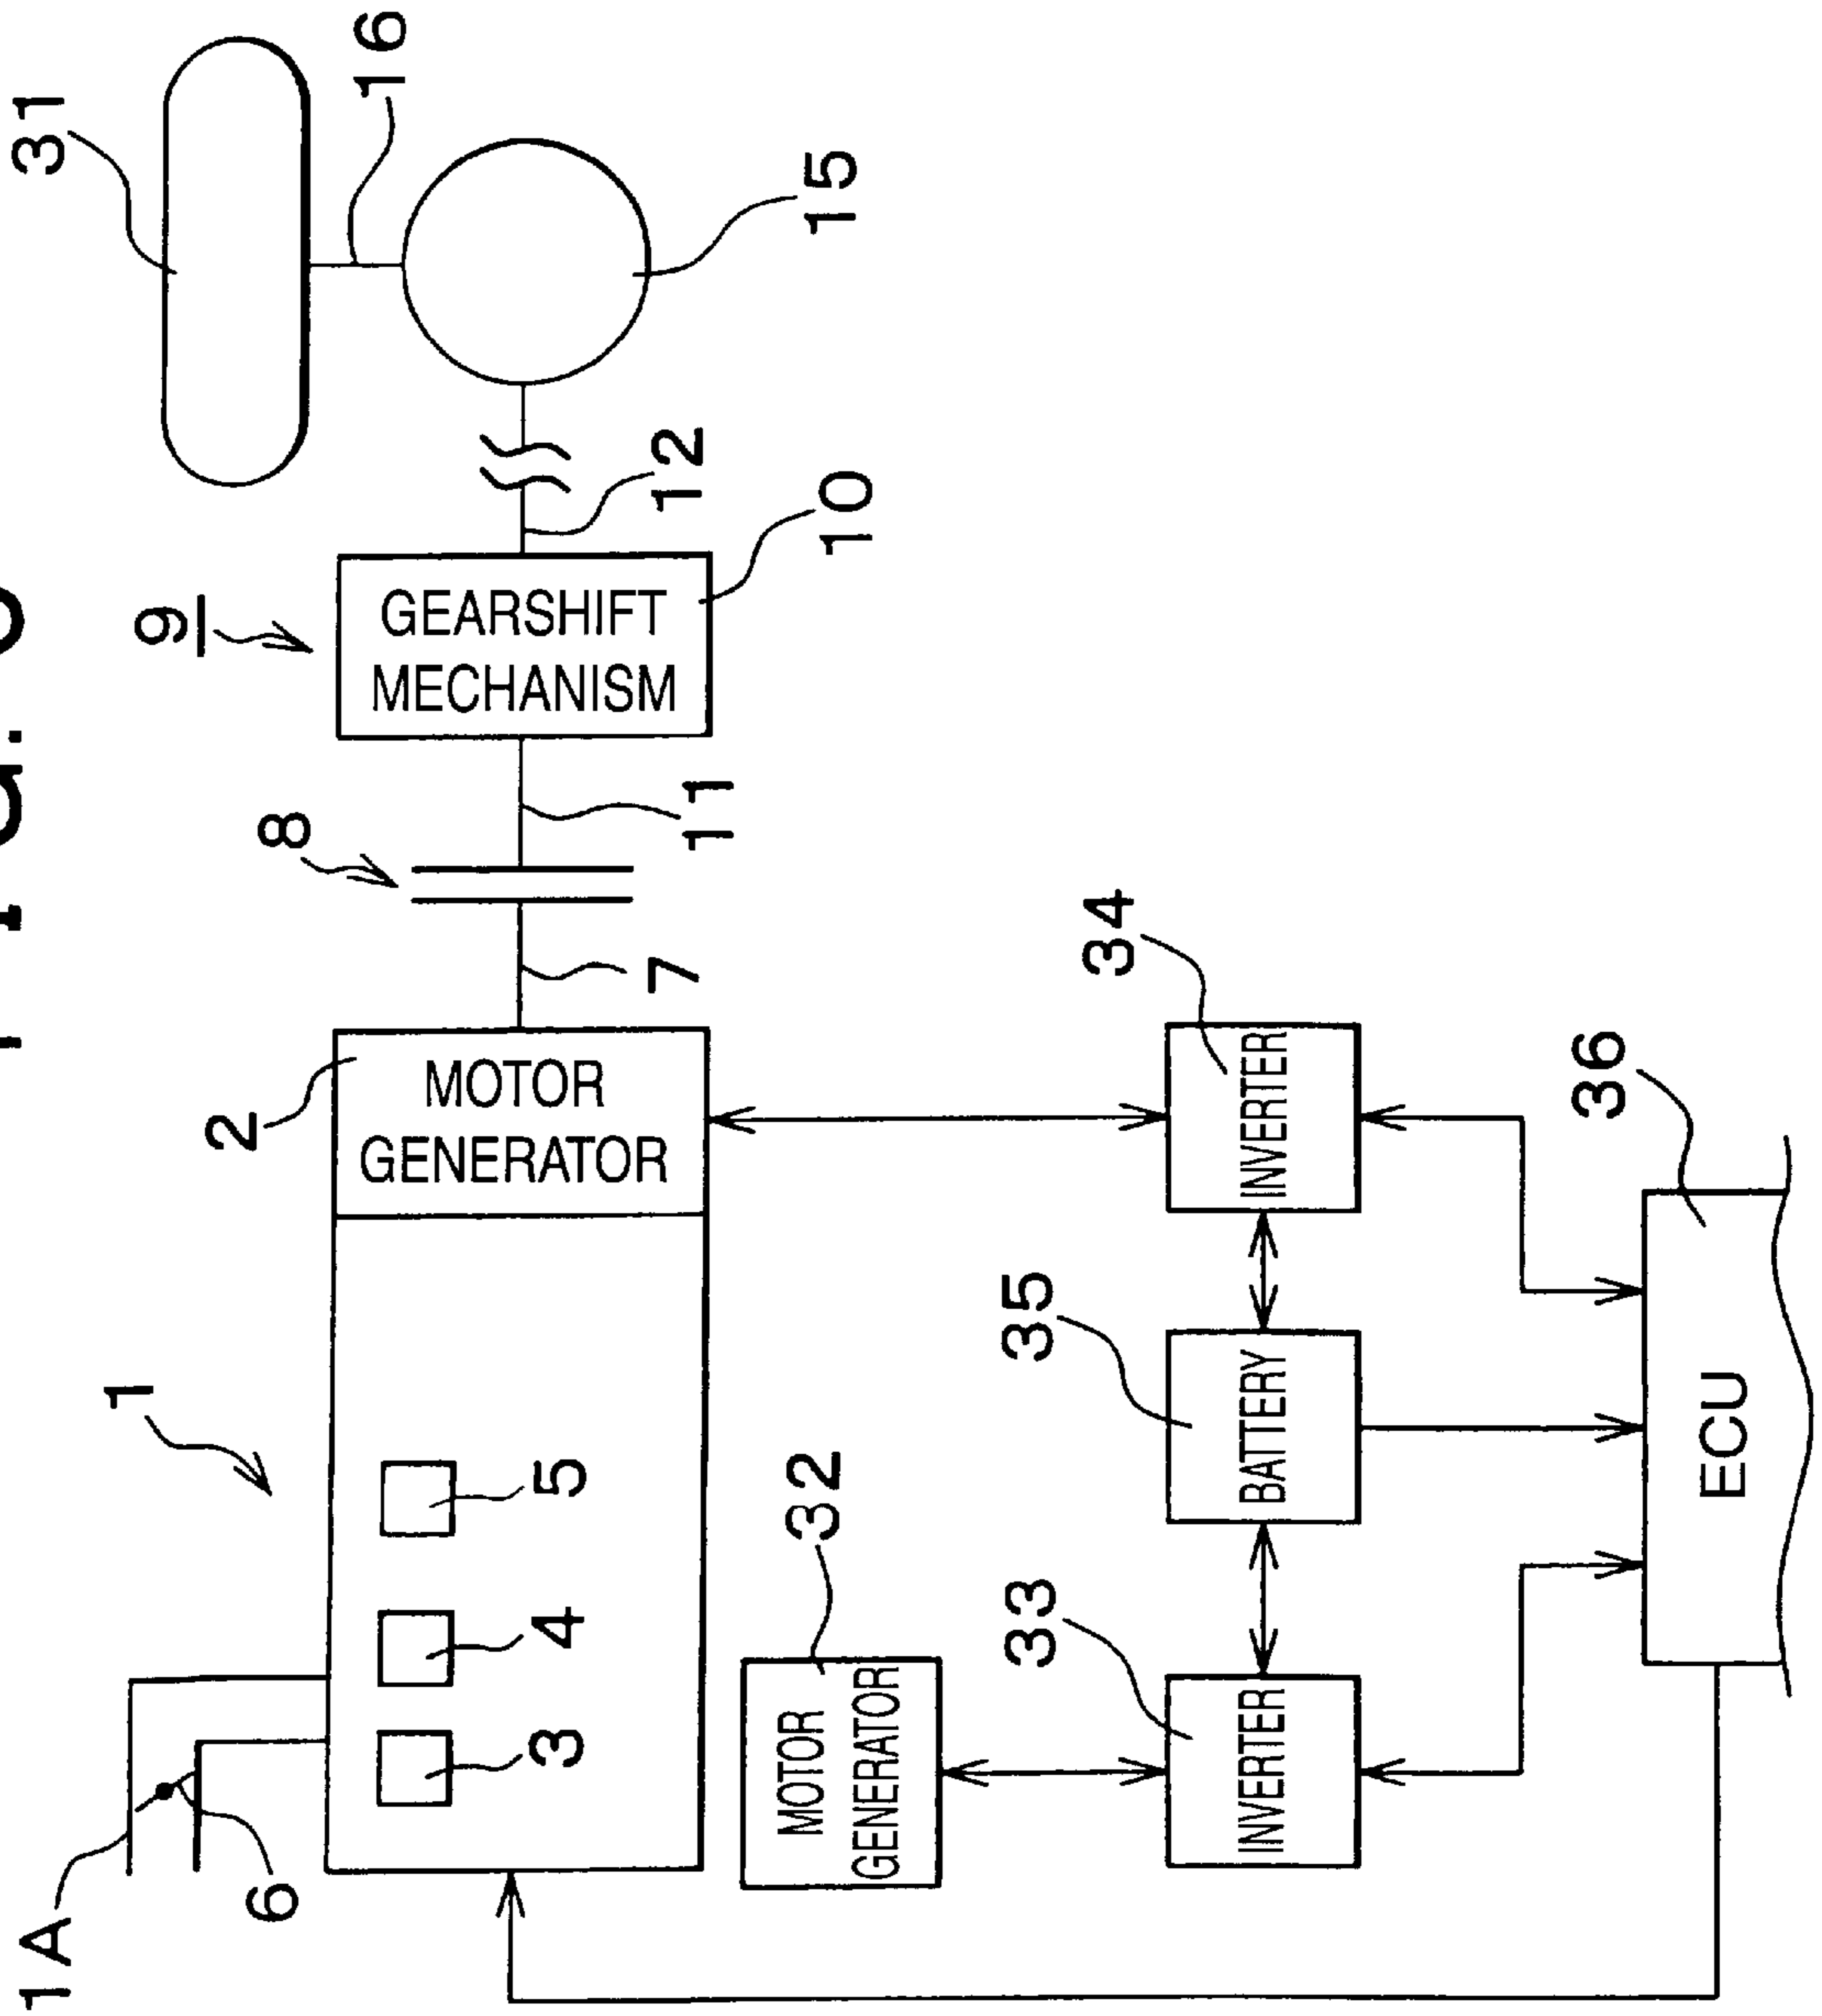 FIG.
31
16
15
12
10
9
GEARSHIFT
MECHANISM
8
11
7
2
MOTOR
GENERATOR
1
5
4
3
1A
6
34
INVERTER
35
BATTERY
32
MOTOR
GENERATOR
33
INVERTER
36
ECU